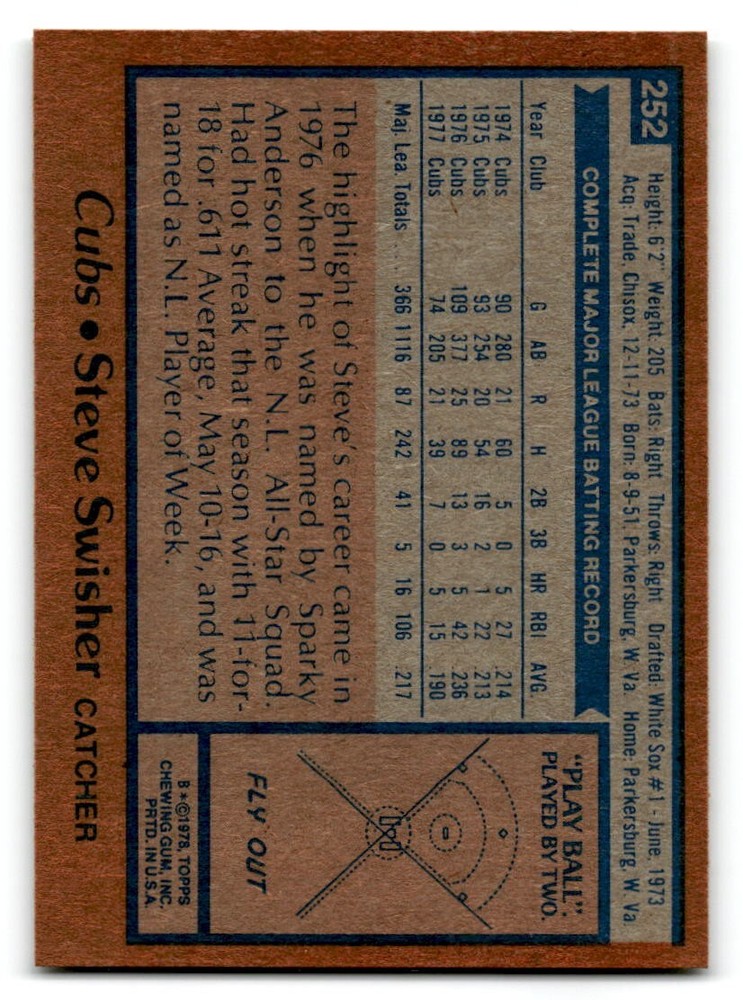 252
Height: 6'2" Weight: 205 Bats: Right Throws: Right Drafted: White Sox #1 - June, 1973
Acq: Trade, Chisox, 12-11-73 Born: 8-9-51, Parkersburg, W. Va. Home: Parkersburg, W. Va.
COMPLETE MAJOR LEAGUE BATTING RECORD
Year Club G AB R H 2B 3B HR RBI AVG.
1974 Cubs 90 280 21 60 5 0 5 27 .214
1975 Cubs 93 254 20 54 16 2 1 22 .213
1976 Cubs 109 377 25 89 13 3 5 42 .236
1977 Cubs 74 205 21 39 7 0 5 15 .190
Maj. Lea. Totals .... 366 1116 87 242 41 5 16 106 .217
The highlight of Steve's career came in
1976 when he was named by Sparky
Anderson to the N.L. All-Star Squad.
Had hot streak that season with 11-for-
18 for .611 Average, May 10-16, and was
named as N.L. Player of Week.
"PLAY BALL".
PLAYED BY TWO.
FLY OUT
B*©1978, TOPPS
CHEWING GUM, INC.
PRTD. IN U.S.A.
Cubs • Steve Swisher CATCHER